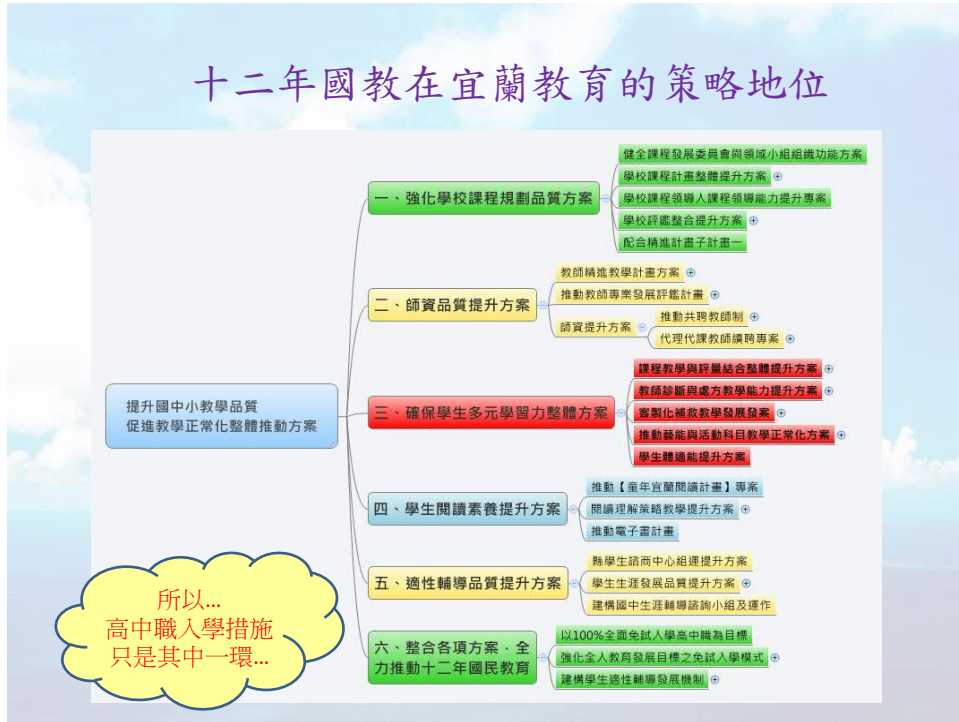 十二年國教在宜蘭教育的策略地位
提升國中小教學品質
促進教學正常化整體推動方案
一、強化學校課程規劃品質方案
健全課程發展委員會與領域小組組織功能方案
學校課程計畫整體提升方案
學校課程領導人課程領導能力提升專案
學校評鑑整合提升方案
配合精進計畫子計畫一
二、師資品質提升方案
教師精進教學計畫方案
推動教師專業發展評鑑計畫
師資提升方案
推動共聘教師制
代理代課教師續聘專案
三、確保學生多元學習力整體方案
課程教學與評量結合整體提升方案
教師診斷與處方教學能力提升方案
客製化補救教學發展發案
推動藝能與活動科目教學正常化方案
學生體適能提升方案
四、學生閱讀素養提升方案
推動【童年宜蘭閱讀計畫】專案
閱讀理解策略教學提升方案
推動電子書計畫
五、適性輔導品質提升方案
縣學生諮商中心組運提升方案
學生生涯發展品質提升方案
建構國中生涯輔導諮詢小組及運作
六、整合各項方案．全
力推動十二年國民教育
以100%全面免試入學高中職為目標
強化全人教育發展目標之免試入學模式
建構學生適性輔導發展機制
所以…
高中職入學措施
只是其中一環…